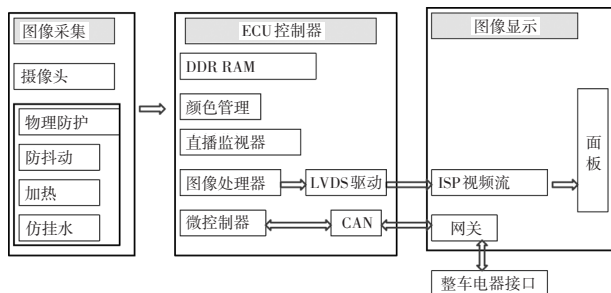 图像采集
摄像头
物理防护
防抖动
加热
仿挂水
ECU控制器
DDR RAM
颜色管理
直播监视器
图像处理器
LVDS驱动
微控制器
CAN
图像显示
ISP视频流
面板
网关
整车电器接口